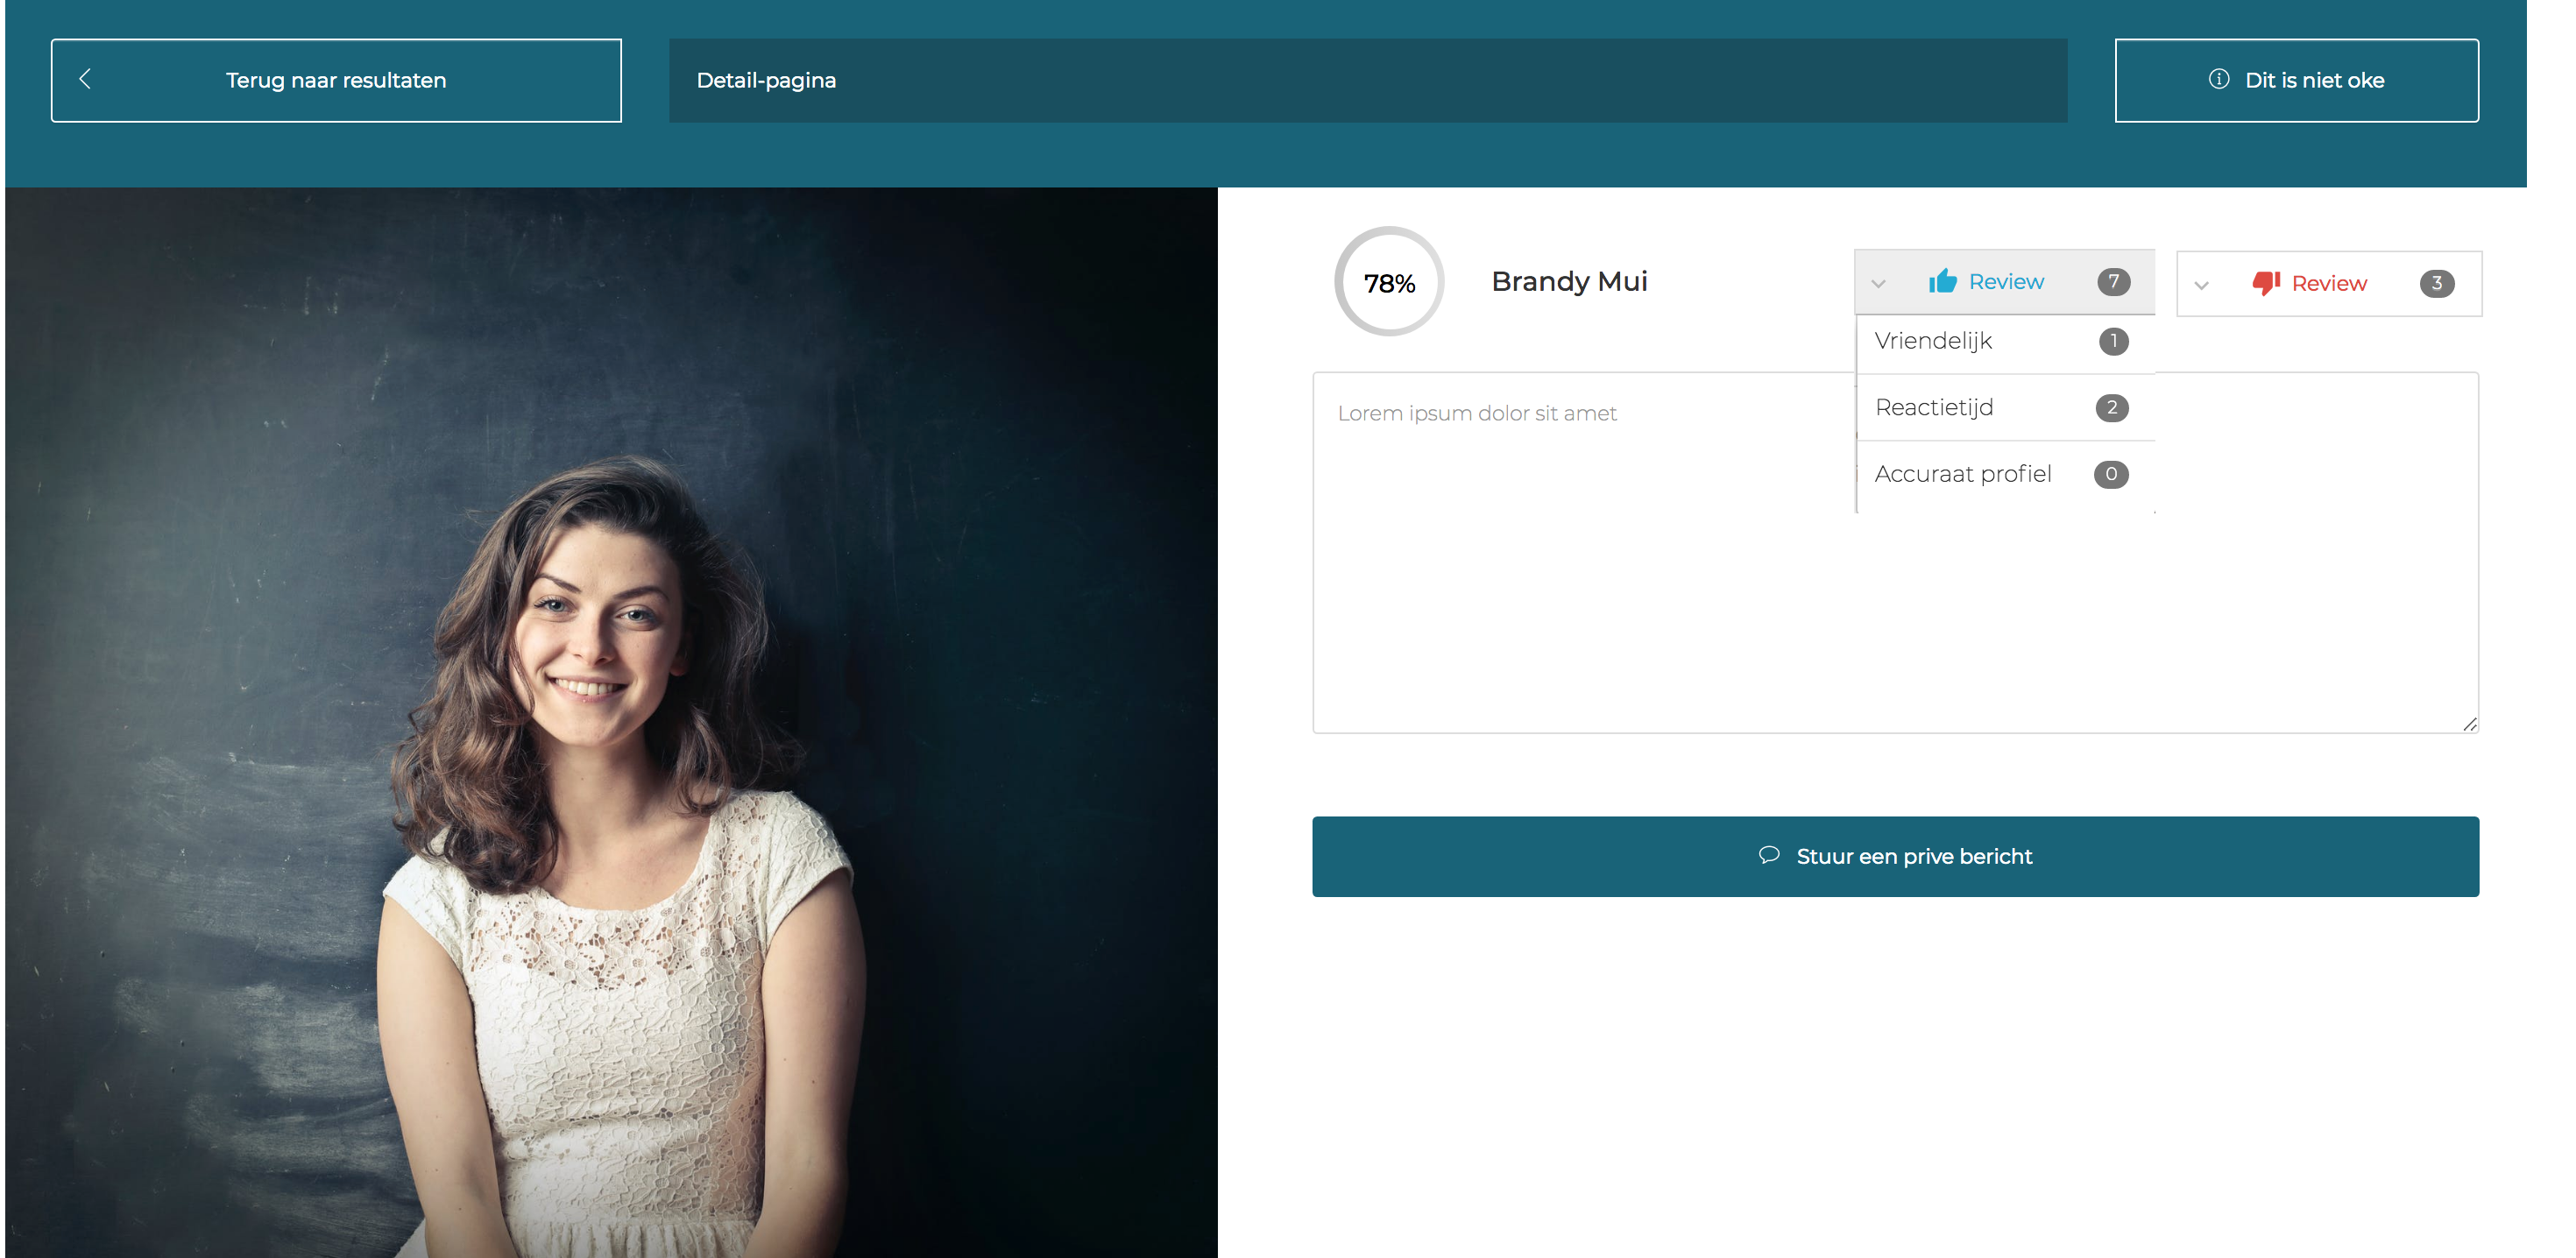 Terug naar resultaten
Detail-pagina
Dit is niet oke
78%
Brandy Mui
Review 7
Review 3
Vriendelijk 1
Reactietijd 2
Accuraat profiel 0
Lorem ipsum dolor sit amet
Stuur een prive bericht